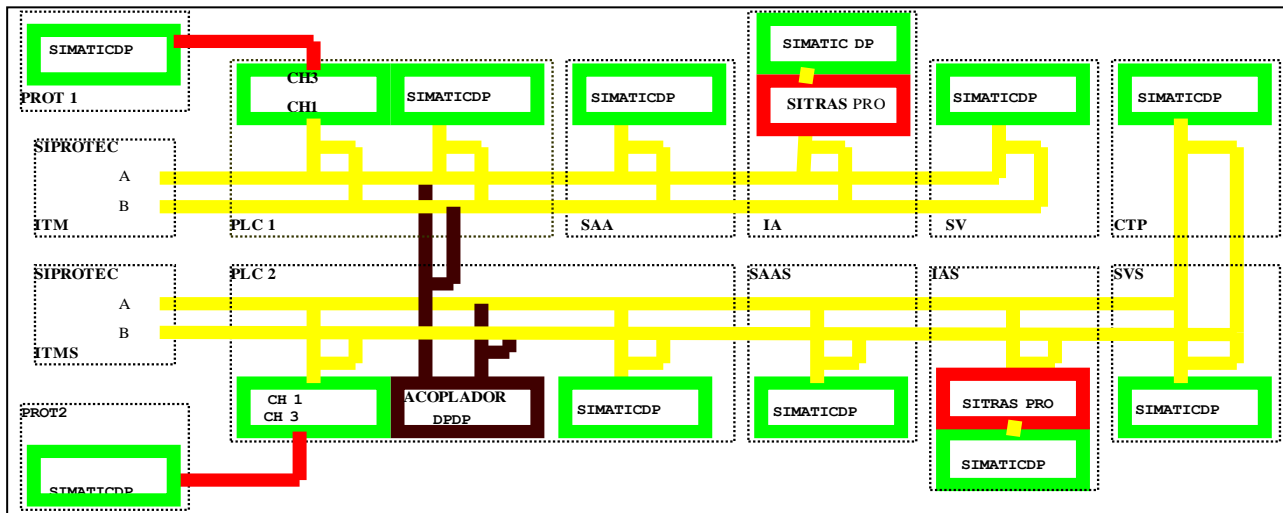 SIMATICDP
PROT 1
CH3
CH1
SIMATICDP
PLC 1
SIMATICDP
SAA
SIMATIC DP
SITRAS PRO
IA
SIMATICDP
SV
SIMATICDP
CTP
SIPROTEC
A
B
ITM
SIPROTEC
A
B
ITMS
PLC 2
CH 1
CH 3
ACOPLADOR
DPDP
SIMATICDP
SAAS
SIMATICDP
IAS
SITRAS PRO
SIMATICDP
SVS
SIMATICDP
PROT2
SIMATICDP